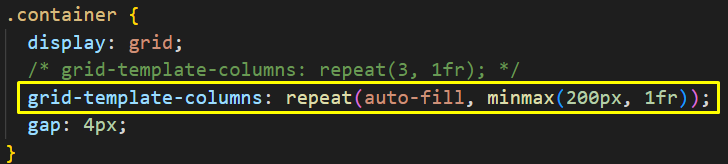 .container {
display: grid;
/* grid-template-columns: repeat(3, 1fr); */
grid-template-columns: repeat(auto-fill, minmax(200px, 1fr));
gap: 4px;
}